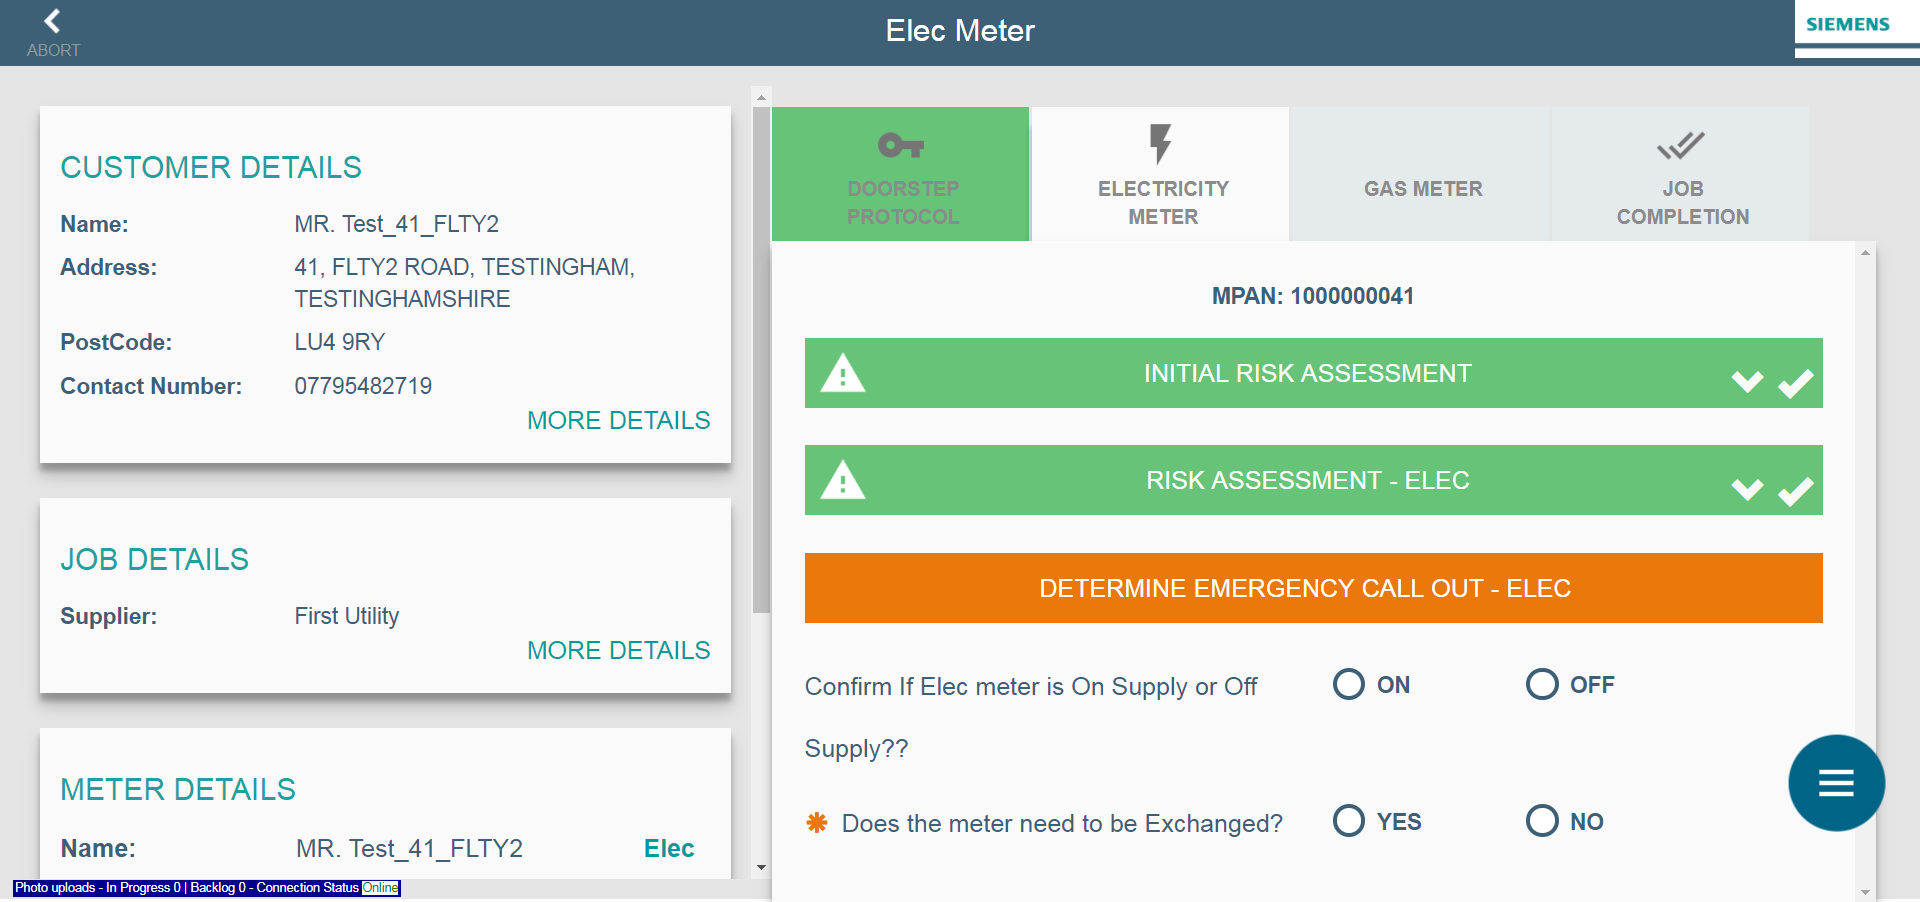 ABORT
Elec Meter
SIEMENS
CUSTOMER DETAILS
Name: MR. Test_41_FLTY2
Address: 41, FLTY2 ROAD, TESTINGHAM,
TESTINGHAMSHIRE
PostCode: LU4 9RY
Contact Number: 07795482719
MORE DETAILS
JOB DETAILS
Supplier: First Utility
MORE DETAILS
METER DETAILS
Name: MR. Test_41_FLTY2 Elec
Photo uploads - In Progress 0 | Backlog 0 - Connection Status Online
DOORSTEP
PROTOCOL
ELECTRICITY
METER
GAS METER
JOB
COMPLETION
MPAN: 1000000041
INITIAL RISK ASSESSMENT
RISK ASSESSMENT - ELEC
DETERMINE EMERGENCY CALL OUT - ELEC
Confirm If Elec meter is On Supply or Off ON OFF
Supply??
Does the meter need to be Exchanged? YES NO